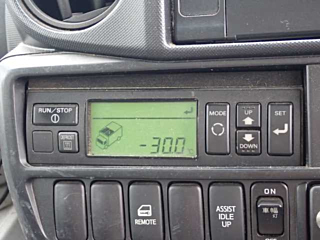 RUN/STOP
MODE
UP
SET
DOWN
-30.0
ON
REMOTE
ASSIST
IDLE
UP